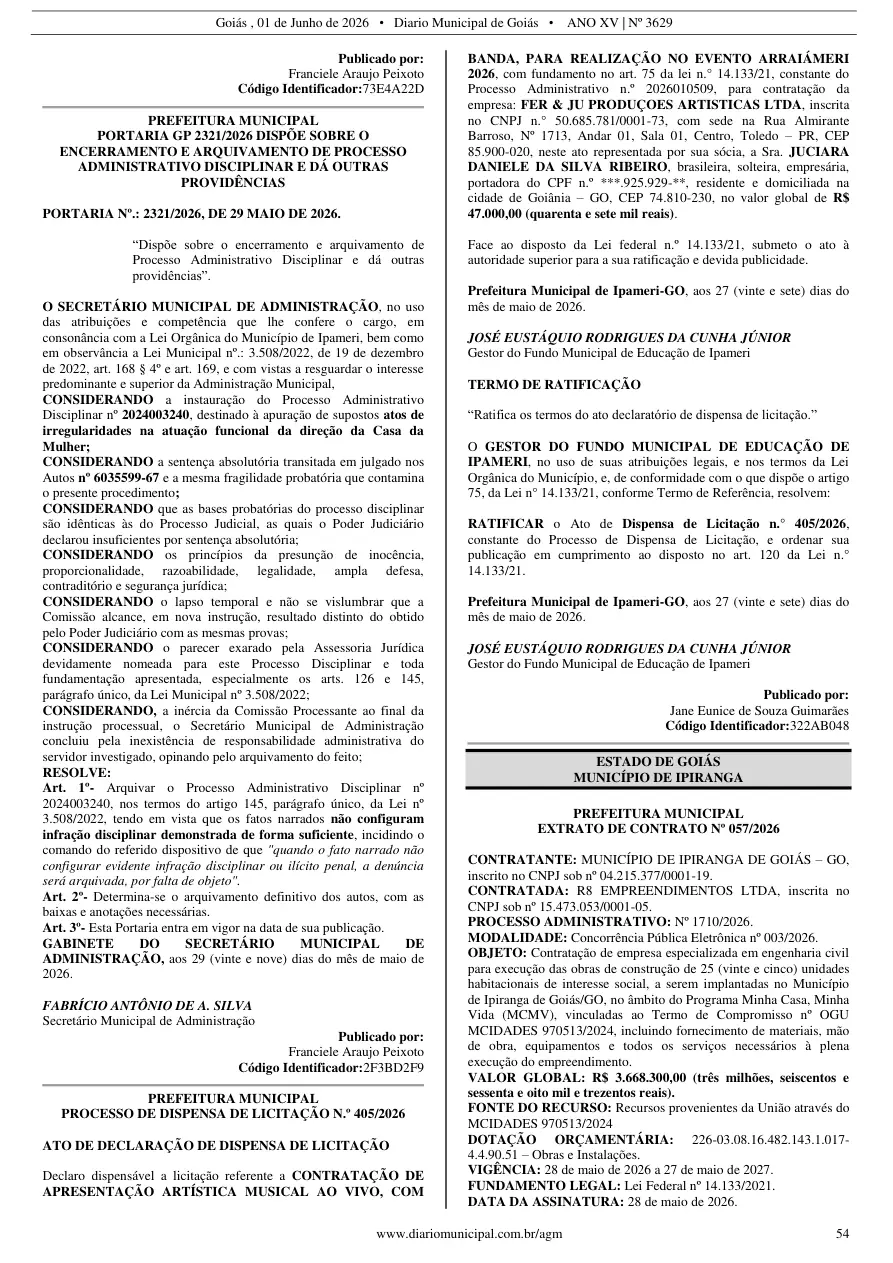 Goiás , 01 de Junho de 2026 • Diario Municipal de Goiás • ANO XV | Nº 3629
Publicado por:
Franciele Araujo Peixoto
Código Identificador:73E4A22D
PREFEITURA MUNICIPAL
PORTARIA GP 2321/2026 DISPÕE SOBRE O
ENCERRAMENTO E ARQUIVAMENTO DE PROCESSO
ADMINISTRATIVO DISCIPLINAR E DÁ OUTRAS
PROVIDÊNCIAS
PORTARIA Nº.: 2321/2026, DE 29 MAIO DE 2026.
“Dispõe sobre o encerramento e arquivamento de
Processo Administrativo Disciplinar e dá outras
providências”.
O SECRETÁRIO MUNICIPAL DE ADMINISTRAÇÃO, no uso
das atribuições e competência que lhe confere o cargo, em
consonância com a Lei Orgânica do Município de Ipameri, bem como
em observância a Lei Municipal nº.: 3.508/2022, de 19 de dezembro
de 2022, art. 168 § 4º e art. 169, e com vistas a resguardar o interesse
predominante e superior da Administração Municipal,
CONSIDERANDO a instauração do Processo Administrativo
Disciplinar nº 2024003240, destinado à apuração de supostos atos de
irregularidades na atuação funcional da direção da Casa da
Mulher;
CONSIDERANDO a sentença absolutória transitada em julgado nos
Autos nº 6035599-67 e a mesma fragilidade probatória que contamina
o presente procedimento;
CONSIDERANDO que as bases probatórias do processo disciplinar
são idênticas às do Processo Judicial, as quais o Poder Judiciário
declarou insuficientes por sentença absolutória;
CONSIDERANDO os princípios da presunção de inocência,
proporcionalidade, razoabilidade, legalidade, ampla defesa,
contraditório e segurança jurídica;
CONSIDERANDO o lapso temporal e não se vislumbrar que a
Comissão alcance, em nova instrução, resultado distinto do obtido
pelo Poder Judiciário com as mesmas provas;
CONSIDERANDO o parecer exarado pela Assessoria Jurídica
devidamente nomeada para este Processo Disciplinar e toda
fundamentação apresentada, especialmente os arts. 126 e 145,
parágrafo único, da Lei Municipal nº 3.508/2022;
CONSIDERANDO, a inércia da Comissão Processante ao final da
instrução processual, o Secretário Municipal de Administração
concluiu pela inexistência de responsabilidade administrativa do
servidor investigado, opinando pelo arquivamento do feito;
RESOLVE:
Art. 1º- Arquivar o Processo Administrativo Disciplinar nº
2024003240, nos termos do artigo 145, parágrafo único, da Lei nº
3.508/2022, tendo em vista que os fatos narrados não configuram
infração disciplinar demonstrada de forma suficiente, incidindo o
comando do referido dispositivo de que "quando o fato narrado não
configurar evidente infração disciplinar ou ilícito penal, a denúncia
será arquivada, por falta de objeto".
Art. 2º- Determina-se o arquivamento definitivo dos autos, com as
baixas e anotações necessárias.
Art. 3º- Esta Portaria entra em vigor na data de sua publicação.
GABINETE DO SECRETÁRIO MUNICIPAL DE
ADMINISTRAÇÃO, aos 29 (vinte e nove) dias do mês de maio de
2026.
FABRÍCIO ANTÔNIO DE A. SILVA
Secretário Municipal de Administração
Publicado por:
Franciele Araujo Peixoto
Código Identificador:2F3BD2F9
PREFEITURA MUNICIPAL
PROCESSO DE DISPENSA DE LICITAÇÃO N.º 405/2026
ATO DE DECLARAÇÃO DE DISPENSA DE LICITAÇÃO
Declaro dispensável a licitação referente a CONTRATAÇÃO DE
APRESENTAÇÃO ARTÍSTICA MUSICAL AO VIVO, COM
BANDA, PARA REALIZAÇÃO NO EVENTO ARRAIÁMERI
2026, com fundamento no art. 75 da lei n.° 14.133/21, constante do
Processo Administrativo n.º 2026010509, para contratação da
empresa: FER & JU PRODUÇOES ARTISTICAS LTDA, inscrita
no CNPJ n.° 50.685.781/0001-73, com sede na Rua Almirante
Barroso, Nº 1713, Andar 01, Sala 01, Centro, Toledo – PR, CEP
85.900-020, neste ato representada por sua sócia, a Sra. JUCIARA
DANIELE DA SILVA RIBEIRO, brasileira, solteira, empresária,
portadora do CPF n.º ***.925.929-**, residente e domiciliada na
cidade de Goiânia – GO, CEP 74.810-230, no valor global de R$
47.000,00 (quarenta e sete mil reais).
Face ao disposto da Lei federal n.º 14.133/21, submeto o ato à
autoridade superior para a sua ratificação e devida publicidade.
Prefeitura Municipal de Ipameri-GO, aos 27 (vinte e sete) dias do
mês de maio de 2026.
JOSÉ EUSTÁQUIO RODRIGUES DA CUNHA JÚNIOR
Gestor do Fundo Municipal de Educação de Ipameri
TERMO DE RATIFICAÇÃO
“Ratifica os termos do ato declaratório de dispensa de licitação.”
O GESTOR DO FUNDO MUNICIPAL DE EDUCAÇÃO DE
IPAMERI, no uso de suas atribuições legais, e nos termos da Lei
Orgânica do Município, e, de conformidade com o que dispõe o artigo
75, da Lei n° 14.133/21, conforme Termo de Referência, resolvem:
RATIFICAR o Ato de Dispensa de Licitação n.° 405/2026,
constante do Processo de Dispensa de Licitação, e ordenar sua
publicação em cumprimento ao disposto no art. 120 da Lei n.°
14.133/21.
Prefeitura Municipal de Ipameri-GO, aos 27 (vinte e sete) dias do
mês de maio de 2026.
JOSÉ EUSTÁQUIO RODRIGUES DA CUNHA JÚNIOR
Gestor do Fundo Municipal de Educação de Ipameri
Publicado por:
Jane Eunice de Souza Guimarães
Código Identificador:322AB048
ESTADO DE GOIÁS
MUNICÍPIO DE IPIRANGA
PREFEITURA MUNICIPAL
EXTRATO DE CONTRATO Nº 057/2026
CONTRATANTE: MUNICÍPIO DE IPIRANGA DE GOIÁS – GO,
inscrito no CNPJ sob nº 04.215.377/0001-19.
CONTRATADA: R8 EMPREENDIMENTOS LTDA, inscrita no
CNPJ sob nº 15.473.053/0001-05.
PROCESSO ADMINISTRATIVO: Nº 1710/2026.
MODALIDADE: Concorrência Pública Eletrônica nº 003/2026.
OBJETO: Contratação de empresa especializada em engenharia civil
para execução das obras de construção de 25 (vinte e cinco) unidades
habitacionais de interesse social, a serem implantadas no Município
de Ipiranga de Goiás/GO, no âmbito do Programa Minha Casa, Minha
Vida (MCMV), vinculadas ao Termo de Compromisso nº OGU
MCIDADES 970513/2024, incluindo fornecimento de materiais, mão
de obra, equipamentos e todos os serviços necessários à plena
execução do empreendimento.
VALOR GLOBAL: R$ 3.668.300,00 (três milhões, seiscentos e
sessenta e oito mil e trezentos reais).
FONTE DO RECURSO: Recursos provenientes da União através do
MCIDADES 970513/2024
DOTAÇÃO ORÇAMENTÁRIA: 226-03.08.16.482.143.1.017-
4.4.90.51 – Obras e Instalações.
VIGÊNCIA: 28 de maio de 2026 a 27 de maio de 2027.
FUNDAMENTO LEGAL: Lei Federal nº 14.133/2021.
DATA DA ASSINATURA: 28 de maio de 2026.
www.diariomunicipal.com.br/agm 54